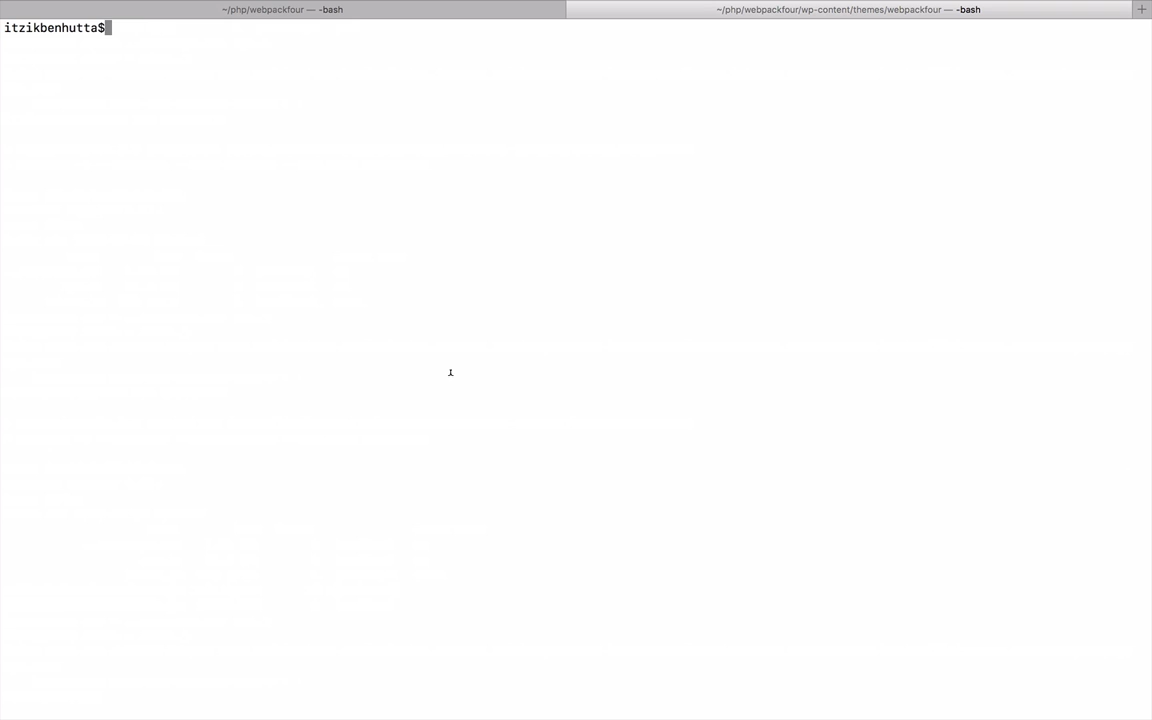 ~/php/webpackfour — -bash
~/php/webpackfour/wp-content/themes/webpackfour — -bash
itzikbenhutta$